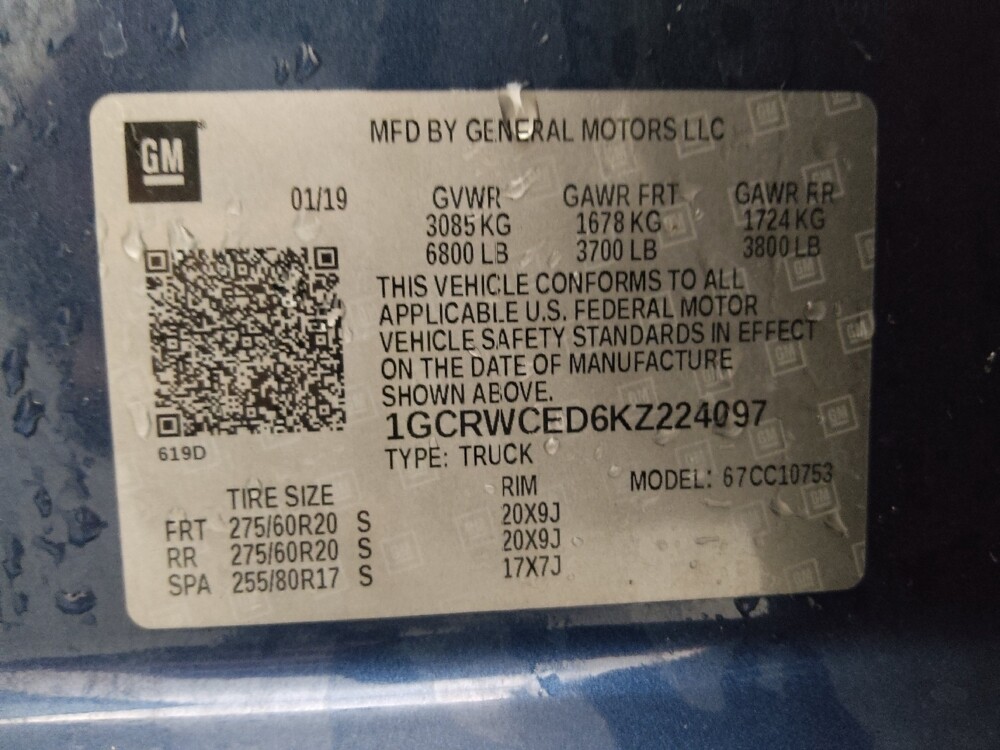 GM
MFD BY GENERAL MOTORS LLC
01/19 GVWR GAWR FRT GAWR RR
3085 KG 1678 KG 1724 KG
6800 LB 3700 LB 3800 LB
THIS VEHICLE CONFORMS TO ALL
APPLICABLE U.S. FEDERAL MOTOR
VEHICLE SAFETY STANDARDS IN EFFECT
ON THE DATE OF MANUFACTURE
SHOWN ABOVE.
1GCRWCED6KZ224097
619D
TYPE: TRUCK MODEL: 67CC10753
TIRE SIZE RIM
FRT 275/60R20 S 20X9J
RR 275/60R20 S 20X9J
SPA 255/80R17 S 17X7J